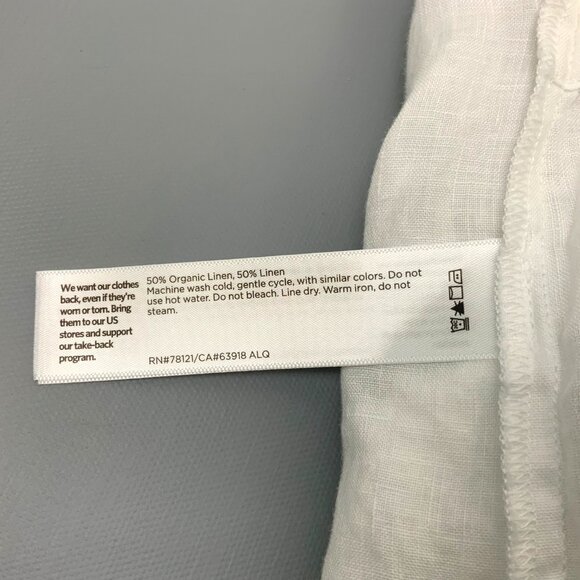 We want our clothes
back, even if they're
worn or torn. Bring
them to our US
stores and support
our take-back
program.
50% Organic Linen, 50% Linen
Machine wash cold, gentle cycle, with similar colors. Do not
use hot water. Do not bleach. Line dry. Warm iron, do not
steam.
RN#78121/CA#63918 ALQ